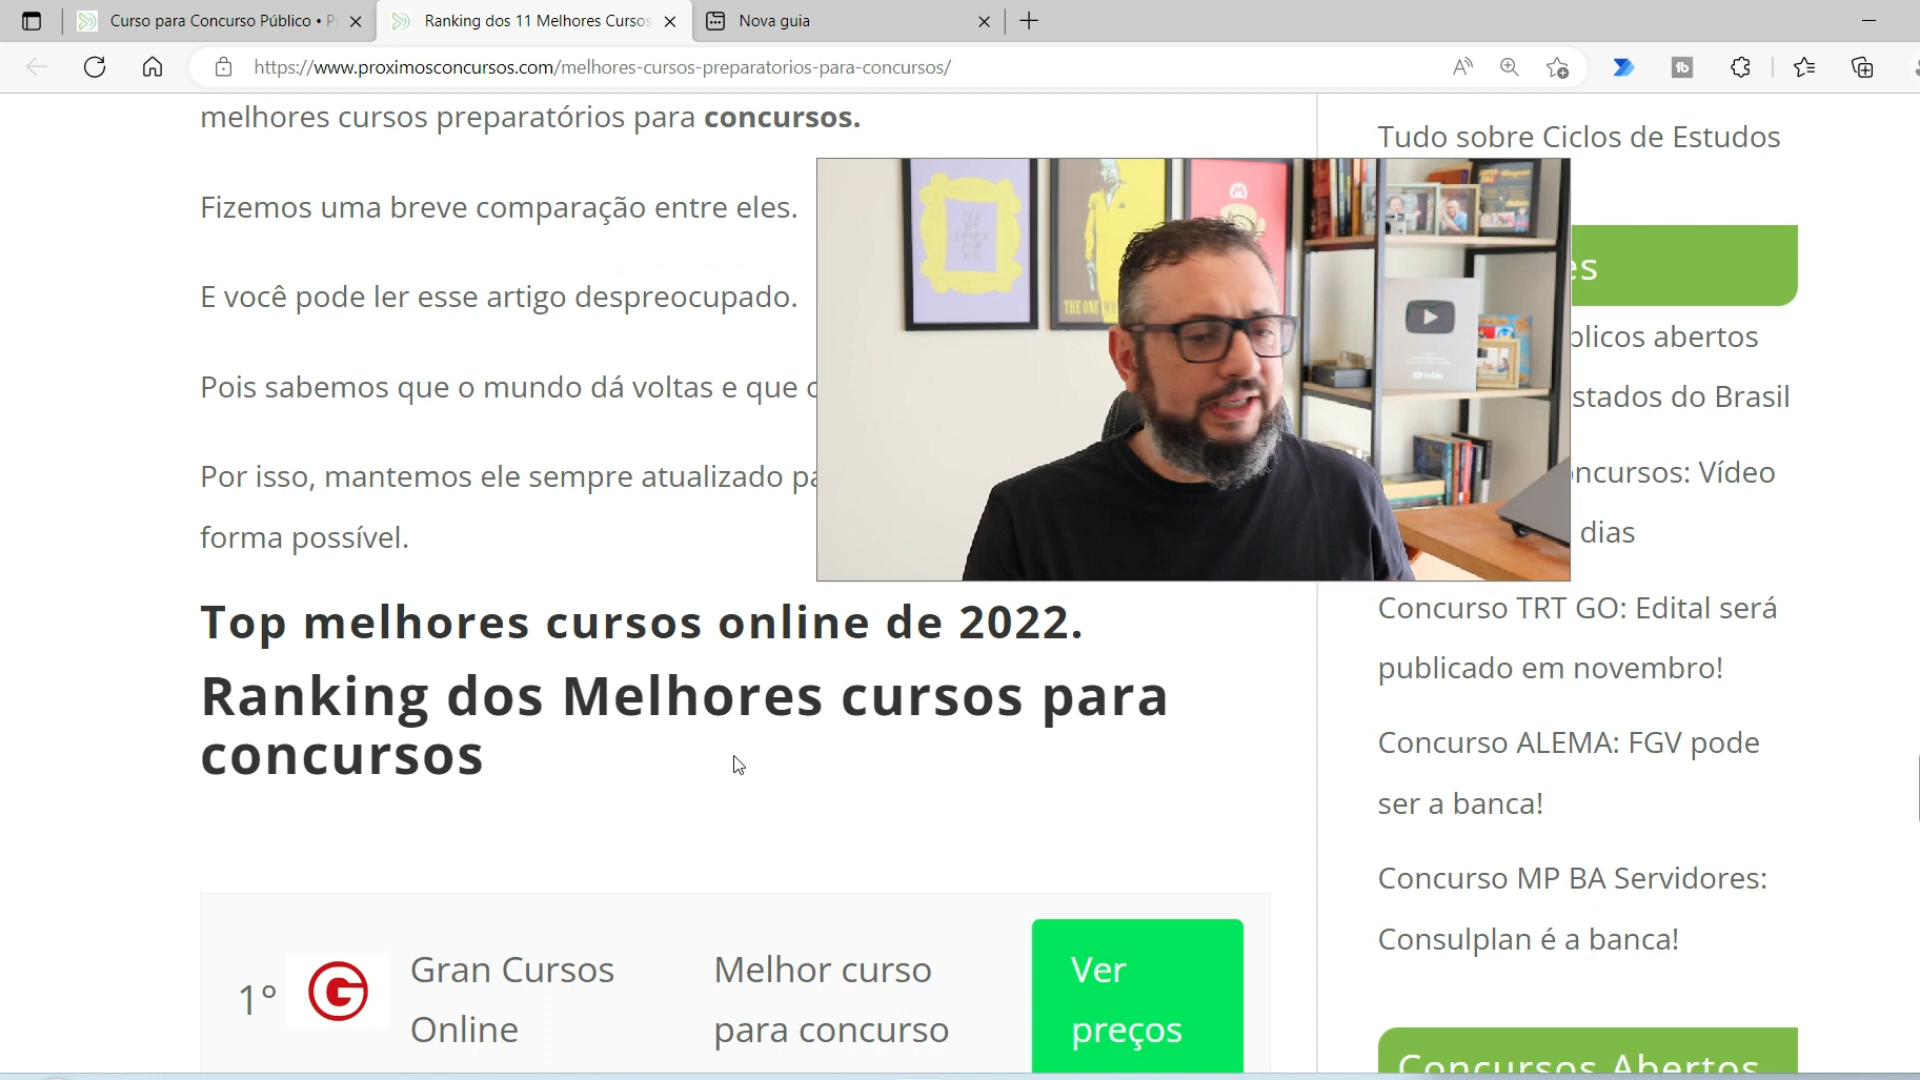 Curso para Concurso Público • P
Ranking dos 11 Melhores Cursos
Nova guia
https://www.proximosconcursos.com/melhores-cursos-preparatorios-para-concursos/
melhores cursos preparatórios para concursos.
Fizemos uma breve comparação entre eles.
E você pode ler esse artigo despreocupado.
Pois sabemos que o mundo dá voltas e que
Por isso, mantemos ele sempre atualizado
forma possível.
THE ONE
Top melhores cursos online de 2022.
Ranking dos Melhores cursos para
concursos
1°
G
Gran Cursos
Online
Melhor curso
para concurso
Ver
preços
Tudo sobre Ciclos de Estudos
es
blicos abertos
stados do Brasil
ncursos: Vídeo
dias
Concurso TRT GO: Edital será
publicado em novembro!
Concurso ALEMA: FGV pode
ser a banca!
Concurso MP BA Servidores:
Consulplan é a banca!
Concursos Abertos